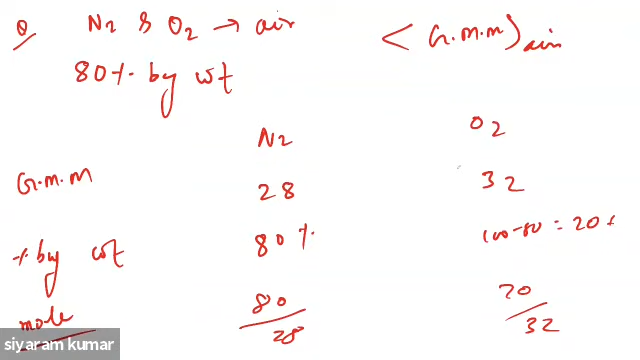 Q N2 & O2 → air < G.M.M >air
80% by wt
N2 O2
G.M.M 28 32
% by wt 80% 100-80 = 20%
mole 80/28 20/32
siyaram kumar